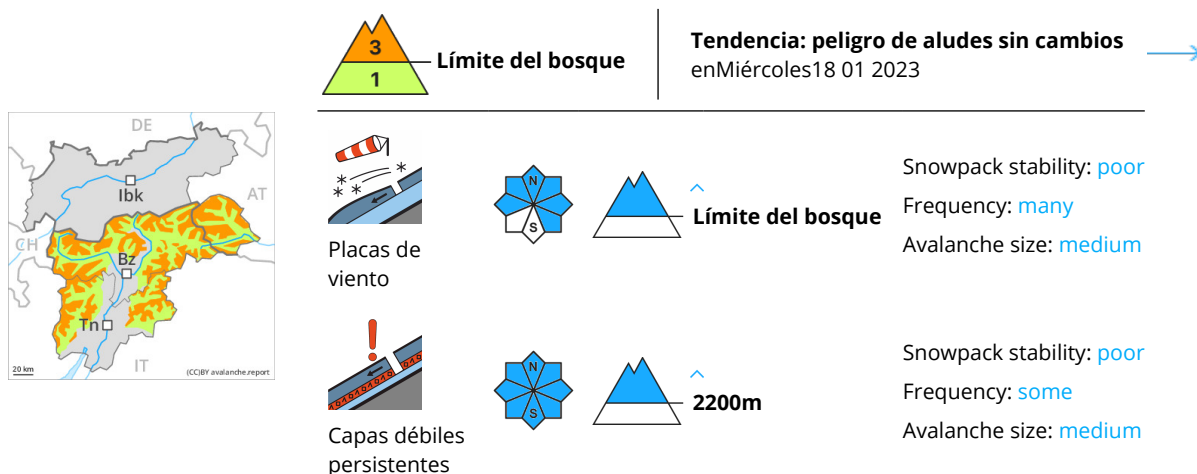 3
1
Límite del bosque
Tendencia: peligro de aludes sin cambios
enMiércoles18 01 2023
DE
Ibk
AT
CH
Bz
Tn
IT
20 km
(CC)BY avalanche.report
Placas de
viento
N
S
Límite del bosque
Snowpack stability: poor
Frequency: many
Avalanche size: medium
Capas débiles
persistentes
N
S
2200m
Snowpack stability: poor
Frequency: some
Avalanche size: medium